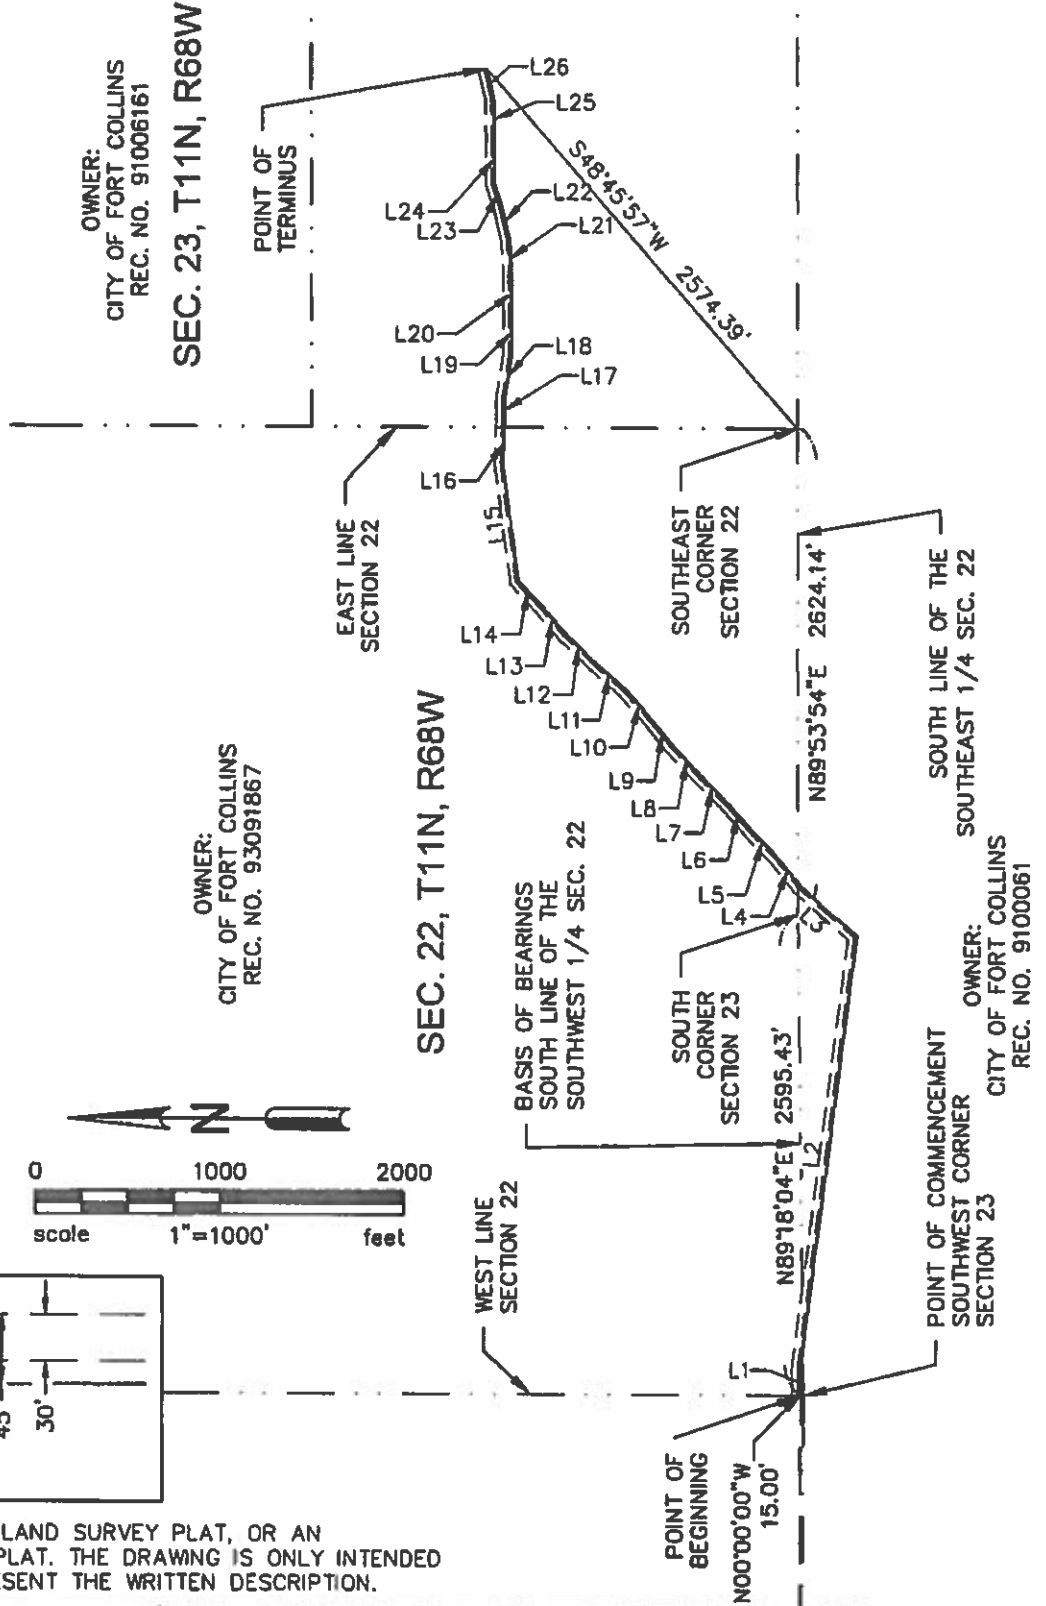 OWNER:
CITY OF FORT COLLINS
REC. NO. 91006161
SEC. 23, T11N, R68W
POINT OF
TERMINUS
L26
L25
L24
L23
L22
L21
L20
L19
L18
L17
L16
L15
S48°45'57"W 2574.39'
EAST LINE
SECTION 22
SOUTHEAST
CORNER
SECTION 22
L14
L13
L12
L11
L10
L9
L8
L7
L6
L5
L4
L3
N89°53'54"E 2624.14'
SOUTH LINE OF THE
SOUTHEAST 1/4 SEC. 22
OWNER:
CITY OF FORT COLLINS
REC. NO. 93091867
SEC. 22, T11N, R68W
BASIS OF BEARINGS
SOUTH LINE OF THE
SOUTHWEST 1/4 SEC. 22
SOUTH
CORNER
SECTION 23
OWNER:
CITY OF FORT COLLINS
REC. NO. 9100061
N
0 1000 2000
scale 1"=1000' feet
N89°18'04"E 2595.43'
L2
WEST LINE
SECTION 22
POINT OF COMMENCEMENT
SOUTHWEST CORNER
SECTION 23
L1
45'
30'
POINT OF
BEGINNING
N00°00'00"W
15.00'
LAND SURVEY PLAT, OR AN
PLAT. THE DRAWING IS ONLY INTENDED
SENT THE WRITTEN DESCRIPTION.